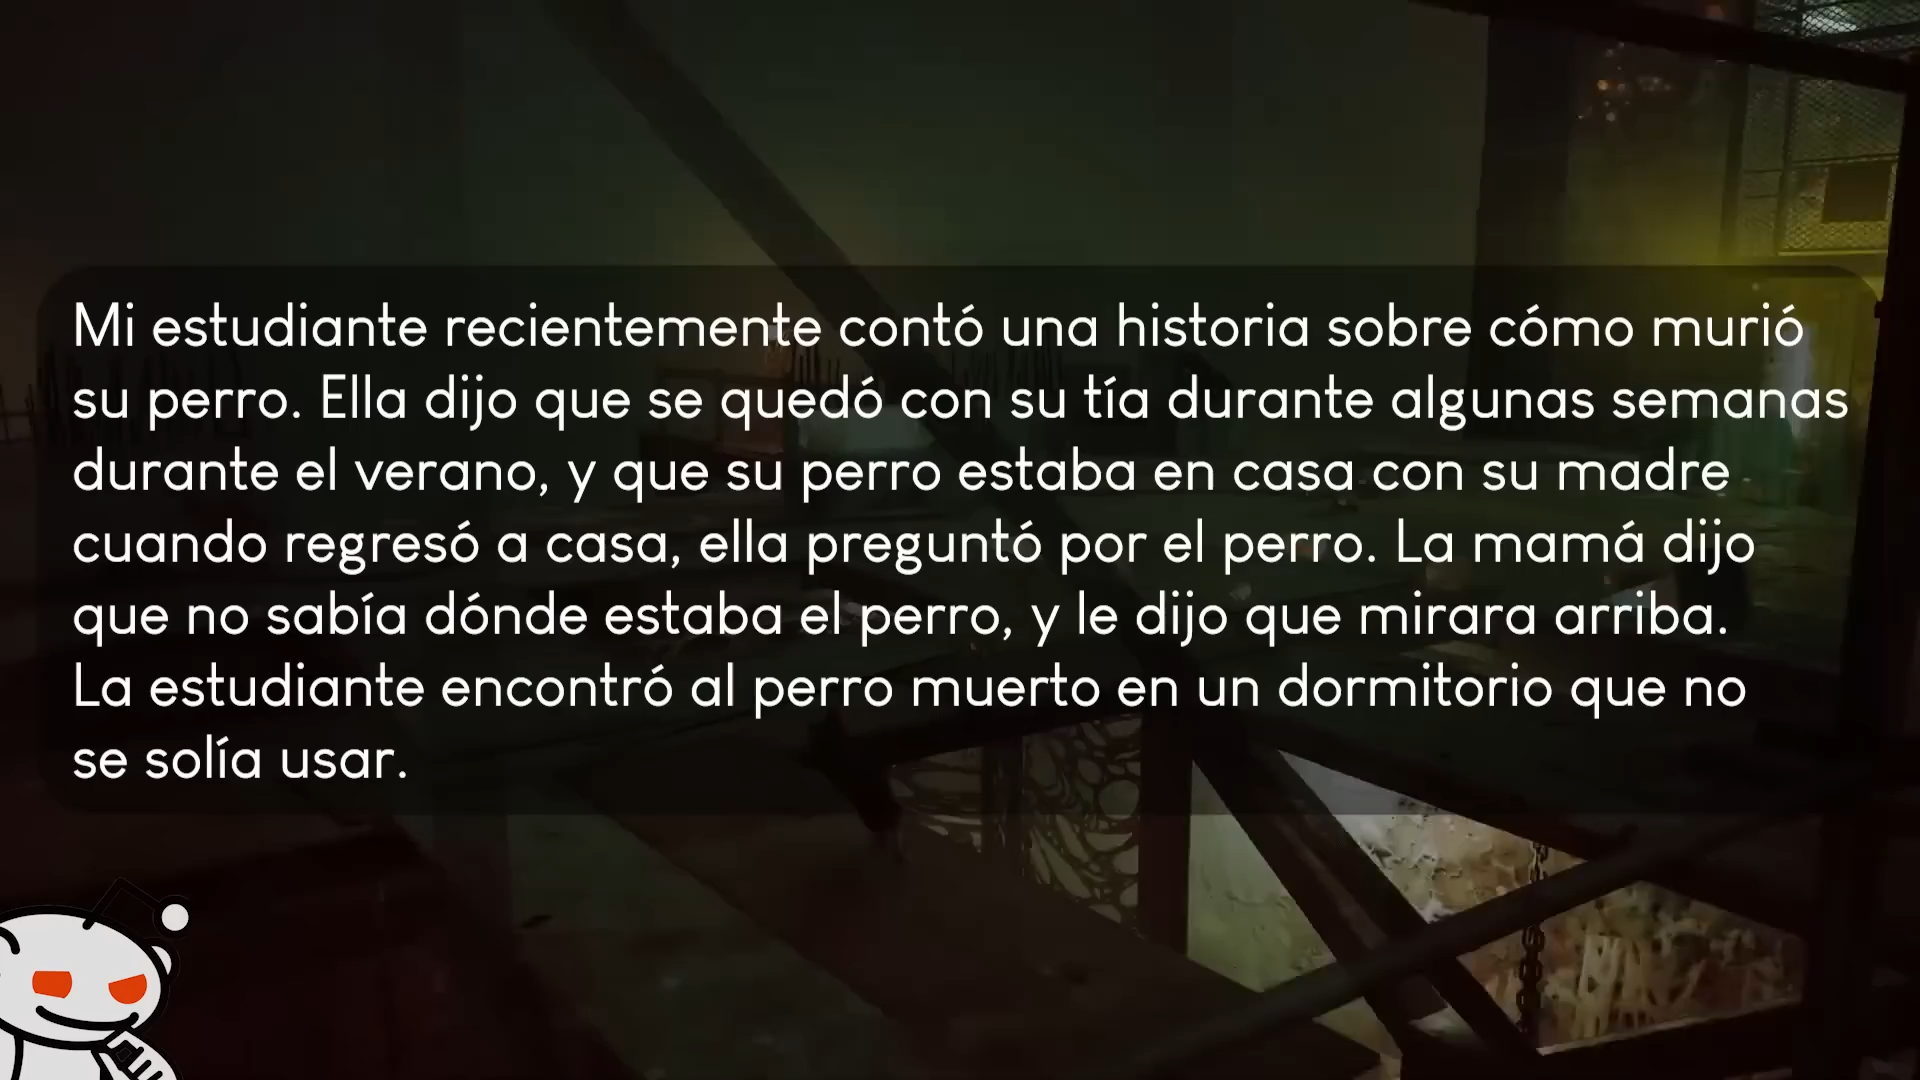 Mi estudiante recientemente contó una historia sobre cómo murió
su perro. Ella dijo que se quedó con su tía durante algunas semanas
durante el verano, y que su perro estaba en casa con su madre
cuando regresó a casa, ella preguntó por el perro. La mamá dijo
que no sabía dónde estaba el perro, y le dijo que mirara arriba.
La estudiante encontró al perro muerto en un dormitorio que no
se solía usar.